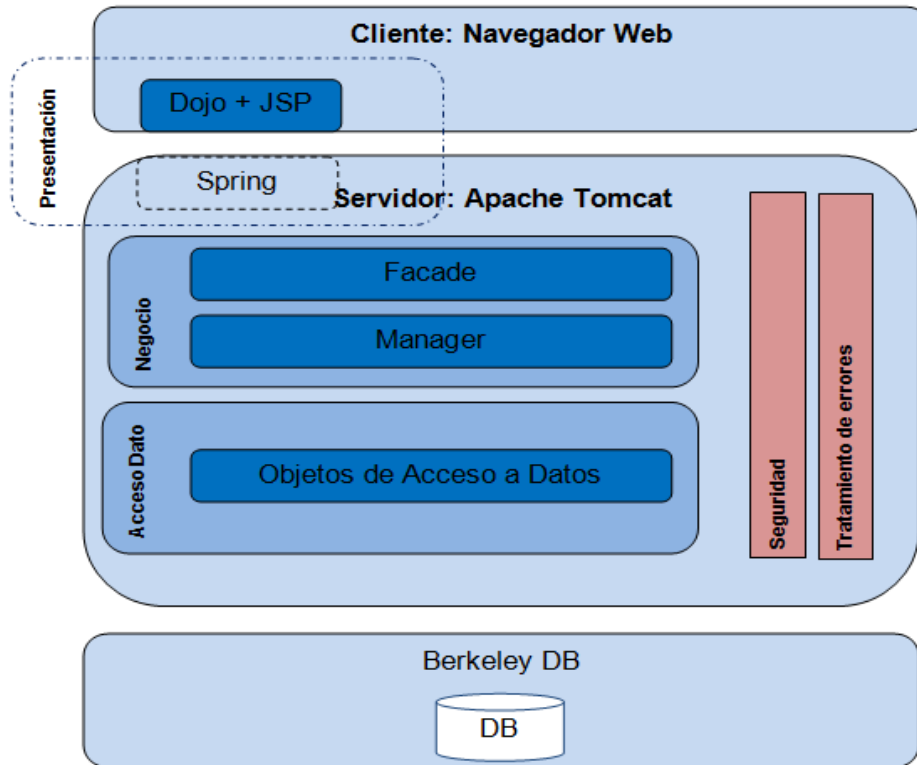 Cliente: Navegador Web
Dojo + JSP
Presentación
Spring
Servidor: Apache Tomcat
Negocio
Facade
Manager
Acceso Dato
Objetos de Acceso a Datos
Seguridad
Tratamiento de errores
Berkeley DB
DB